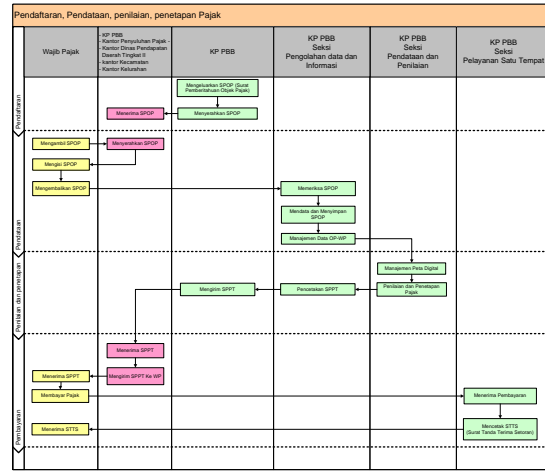 Pendaftaran, Pendataan, penilaian, penetapan Pajak
Wajib Pajak
- KP PBB
- Kantor Penyuluhan Pajak -
- Kantor Dinas Pendapatan
Daerah Tingkat II
- kantor Kecamatan
- Kantor Kelurahan
KP PBB
KP PBB
Seksi
Pengolahan data dan
Informasi
KP PBB
Seksi
Pendataan dan
Penilaian
KP PBB
Seksi
Pelayanan Satu Tempat
Pendaftaran
Mengeluarkan SPOP (Surat
Pemberitahuan Objek Pajak)
Menerima SPOP
Menyerahkan SPOP
Pendataan
Mengambil SPOP
Menyerahkan SPOP
Mengisi SPOP
Mengembalikan SPOP
Memeriksa SPOP
Mendata dan Menyimpan
SPOP
Manajemen Data OP-WP
Penilaian dan penetapan
Manajemen Peta Digital
Mengirim SPPT
Pencetakan SPPT
Penilaian dan Penetapan
Pajak
Pembayaran
Menerima SPPT
Menerima SPPT
Mengirim SPPT Ke WP
Membayar Pajak
Menerima Pembayaran
Menerima STTS
Mencetak STTS
(Surat Tanda Terima Setoran)